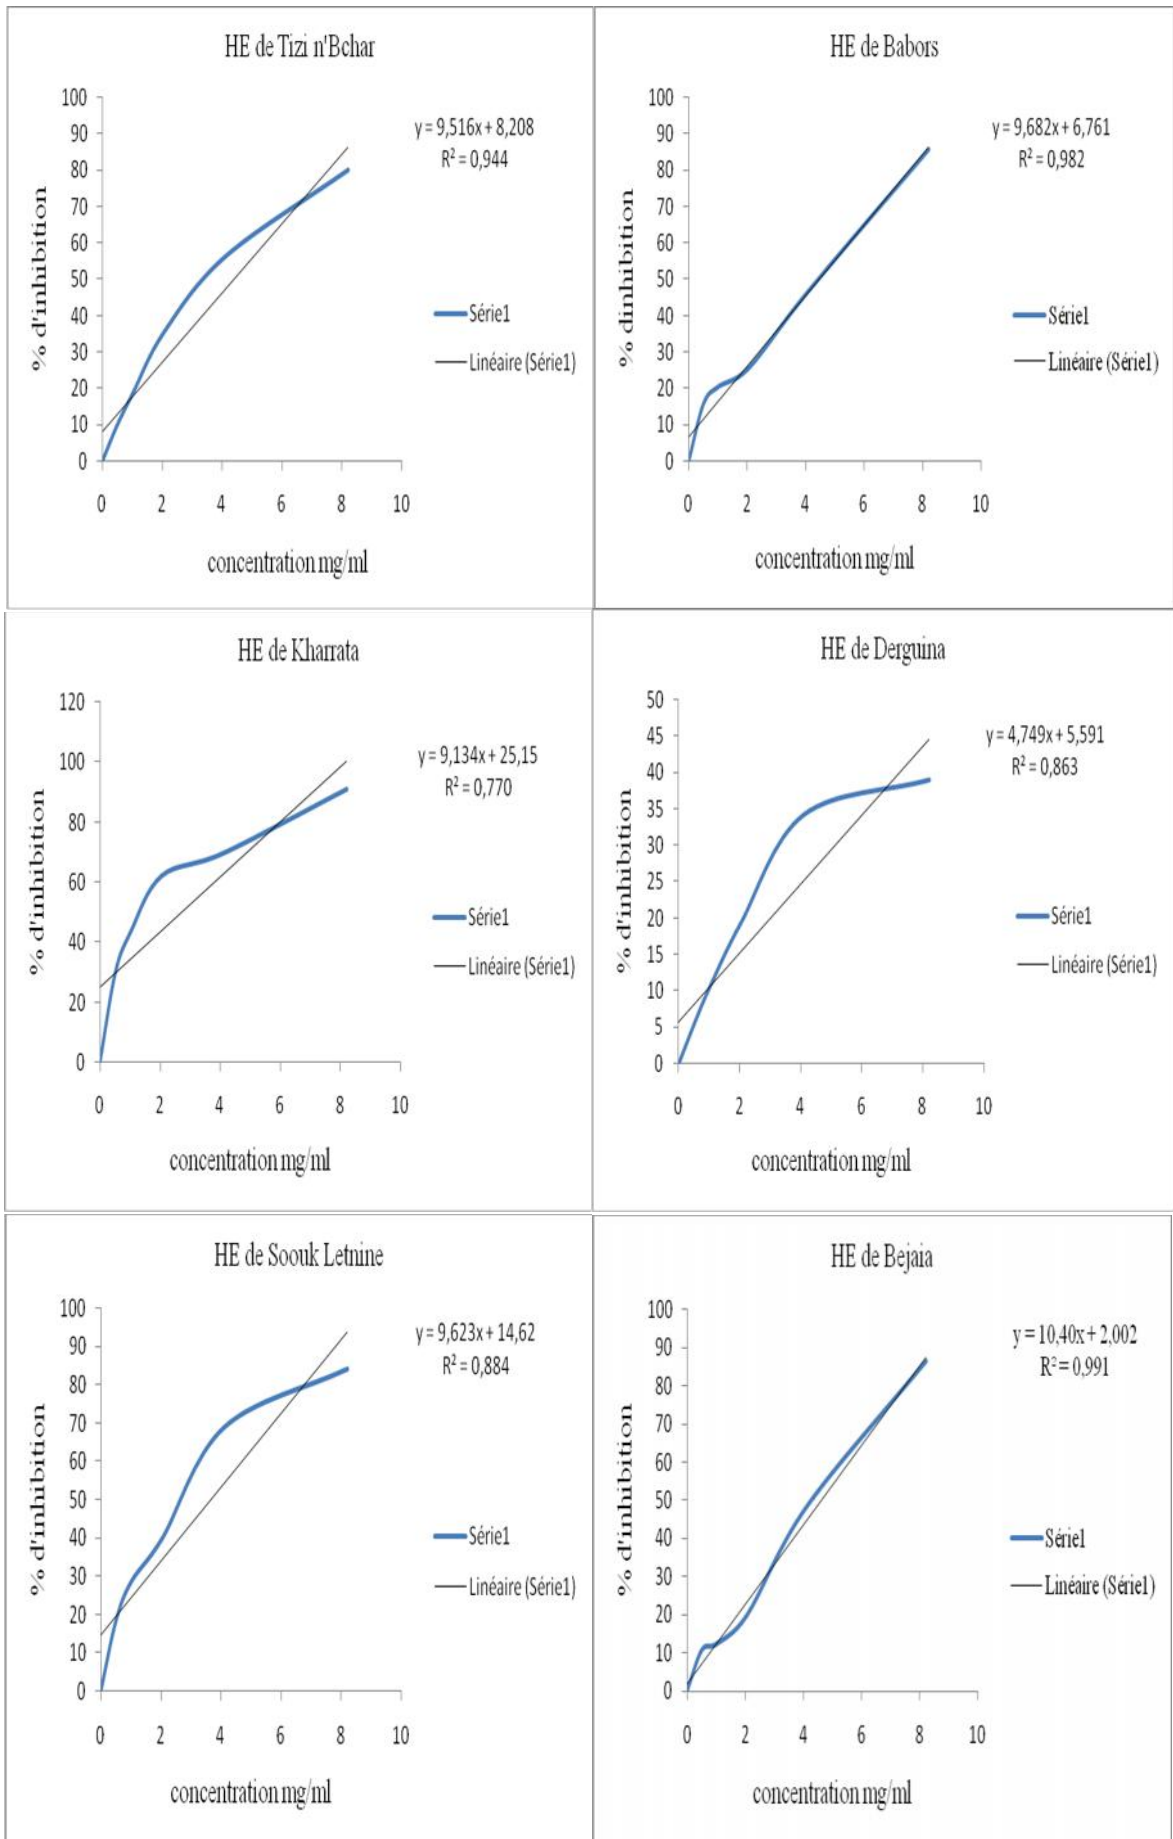 HE de Tizi n'Bchar
% d'inhibition
100
90
80
70
60
50
40
30
20
10
0
y = 9,516x + 8,208
R² = 0,944
Série1
Linéaire (Série1)
0 2 4 6 8 10
concentration mg/ml
HE de Babors
% dinhibition
100
90
80
70
60
50
40
30
20
10
0
y = 9,682x + 6,761
R² = 0,982
Série1
Linéaire (Série1)
0 2 4 6 8 10
concentration mg/ml
HE de Kharrata
% d'inhibition
120
100
80
60
40
20
0
y = 9,134x + 25,15
R² = 0,770
Série1
Linéaire (Série1)
0 2 4 6 8 10
concentration mg/ml
HE de Derguina
% d'inhibition
50
45
40
35
30
25
20
15
10
5
0
y = 4,749x + 5,591
R² = 0,863
Série1
Linéaire (Série1)
0 2 4 6 8 10
concentration mg/ml
HE de Soouk Letnine
% d'inhibition
100
90
80
70
60
50
40
30
20
10
0
y = 9,623x + 14,62
R² = 0,884
Série1
Linéaire (Série1)
0 2 4 6 8 10
concentration mg/ml
HE de Bejaia
% d'inhibition
100
90
80
70
60
50
40
30
20
10
0
y = 10,40x + 2,002
R² = 0,991
Série1
Linéaire (Série1)
0 2 4 6 8 10
concentration mg/ml